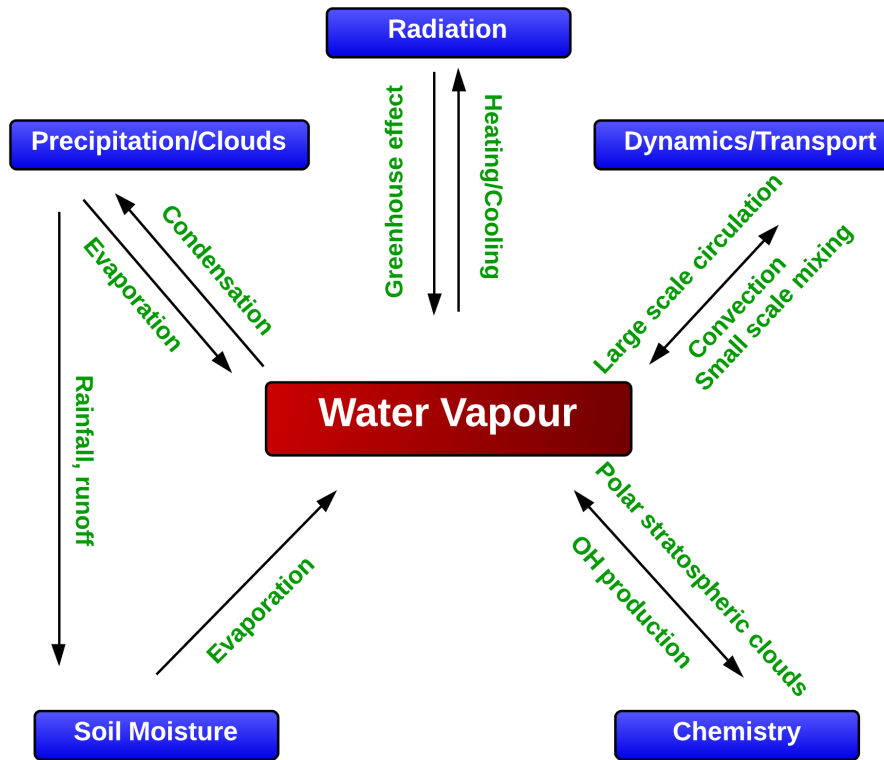 Radiation
Precipitation/Clouds
Dynamics/Transport
Greenhouse effect
Heating/Cooling
Condensation
Evaporation
Large scale circulation
Convection
Small scale mixing
Rainfall, runoff
Water Vapour
Polar stratospheric clouds
OH production
Evaporation
Soil Moisture
Chemistry